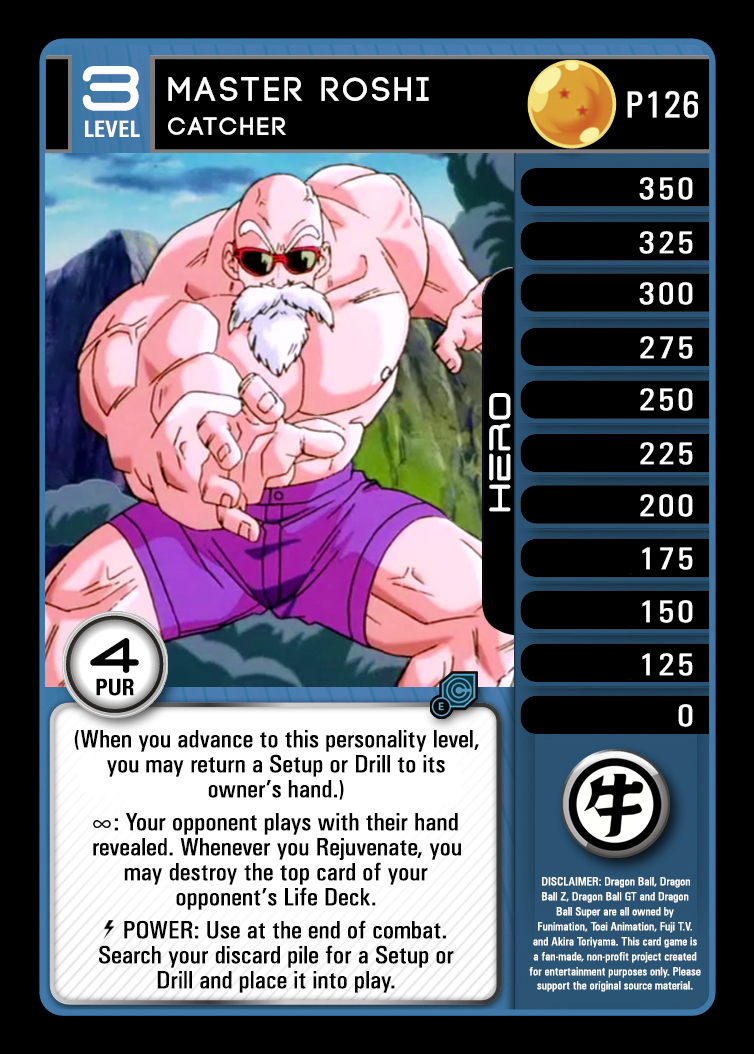 3
LEVEL
MASTER ROSHI
CATCHER
P126
350
325
300
275
250
225
200
175
150
125
0
HERO
4
PUR
E
(When you advance to this personality level,
you may return a Setup or Drill to its
owner's hand.)
∞: Your opponent plays with their hand
revealed. Whenever you Rejuvenate, you
may destroy the top card of your
opponent's Life Deck.
POWER: Use at the end of combat.
Search your discard pile for a Setup or
Drill and place it into play.
牛
DISCLAIMER: Dragon Ball, Dragon
Ball Z, Dragon Ball GT and Dragon
Ball Super are all owned by
Funimation, Toei Animation, Fuji T.V.
and Akira Toriyama. This card game is
a fan-made, non-profit project created
for entertainment purposes only. Please
support the original source material.